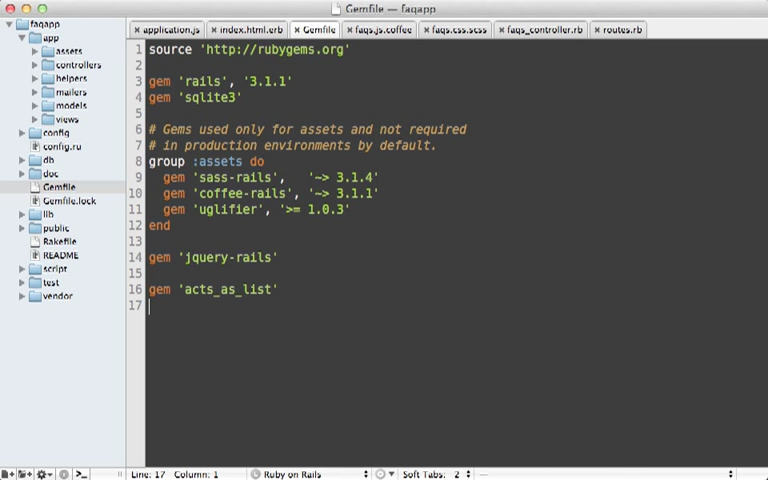 Gemfile — faqapp
faqapp
app
assets
controllers
helpers
mailers
models
views
config
config.ru
db
doc
Gemfile
Gemfile.lock
lib
public
Rakefile
README
script
test
vendor
application.js
index.html.erb
Gemfile
faqs.js.coffee
faqs.css.scss
faqs_controller.rb
routes.rb
1 source 'http://rubygems.org'
2
3 gem 'rails', '3.1.1'
4 gem 'sqlite3'
5
6 # Gems used only for assets and not required
7 # in production environments by default.
8 group :assets do
9 gem 'sass-rails', '~> 3.1.4'
10 gem 'coffee-rails', '~> 3.1.1'
11 gem 'uglifier', '>= 1.0.3'
12 end
13
14 gem 'jquery-rails'
15
16 gem 'acts_as_list'
17
Line: 17 Column: 1 Ruby on Rails Soft Tabs: 2 —